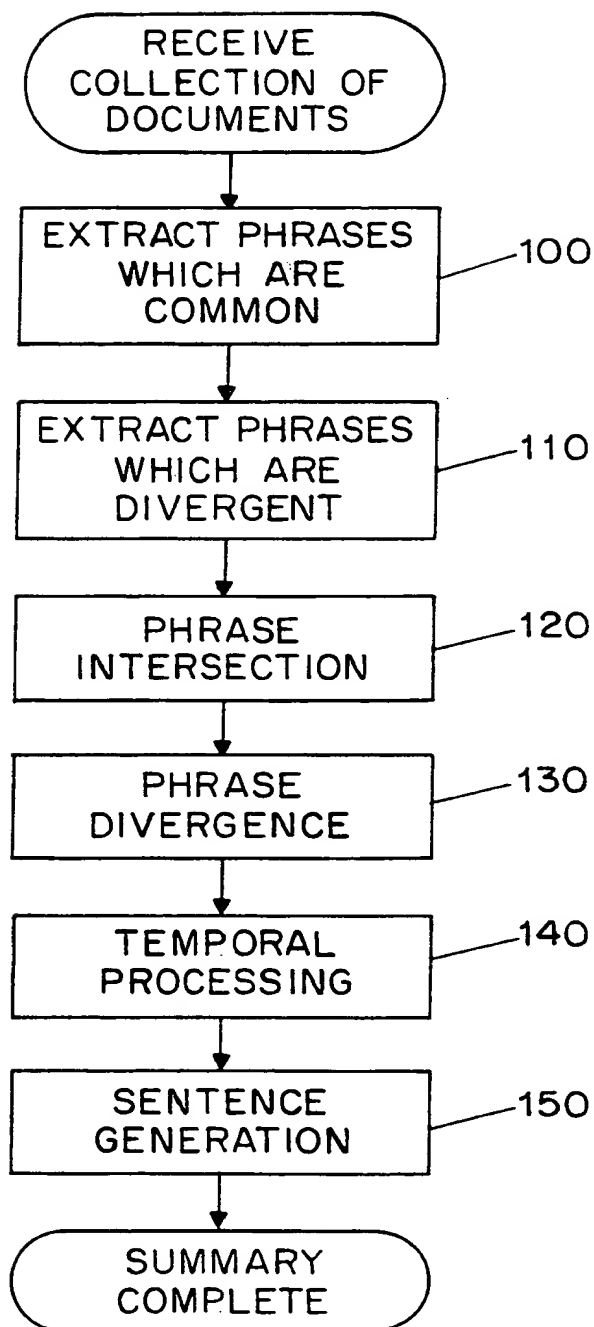 RECEIVE
COLLECTION OF
DOCUMENTS
EXTRACT PHRASES
WHICH ARE
COMMON
100
EXTRACT PHRASES
WHICH ARE
DIVERGENT
110
PHRASE
INTERSECTION
120
PHRASE
DIVERGENCE
130
TEMPORAL
PROCESSING
140
SENTENCE
GENERATION
150
SUMMARY
COMPLETE